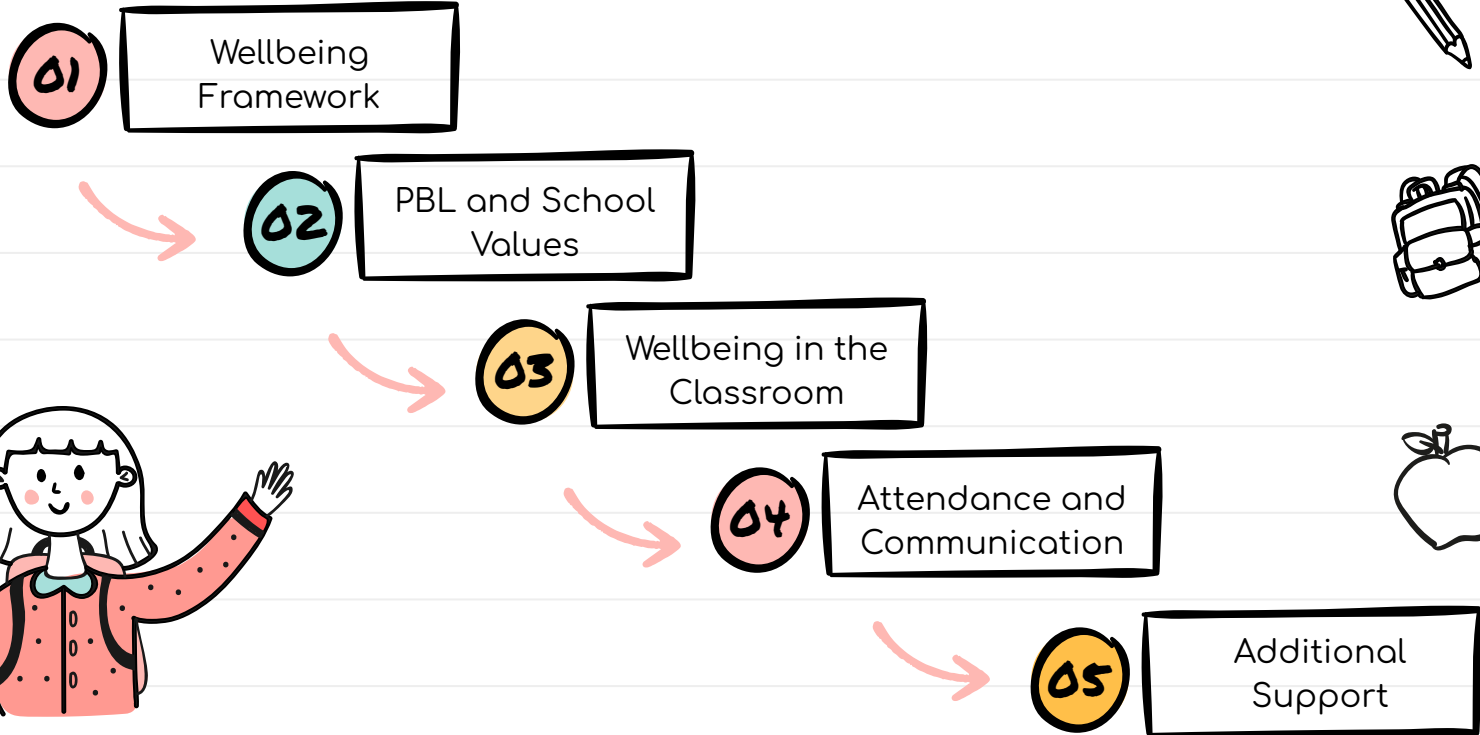 01
Wellbeing
Framework
02
PBL and School
Values
03
Wellbeing in the
Classroom
04
Attendance and
Communication
05
Additional
Support